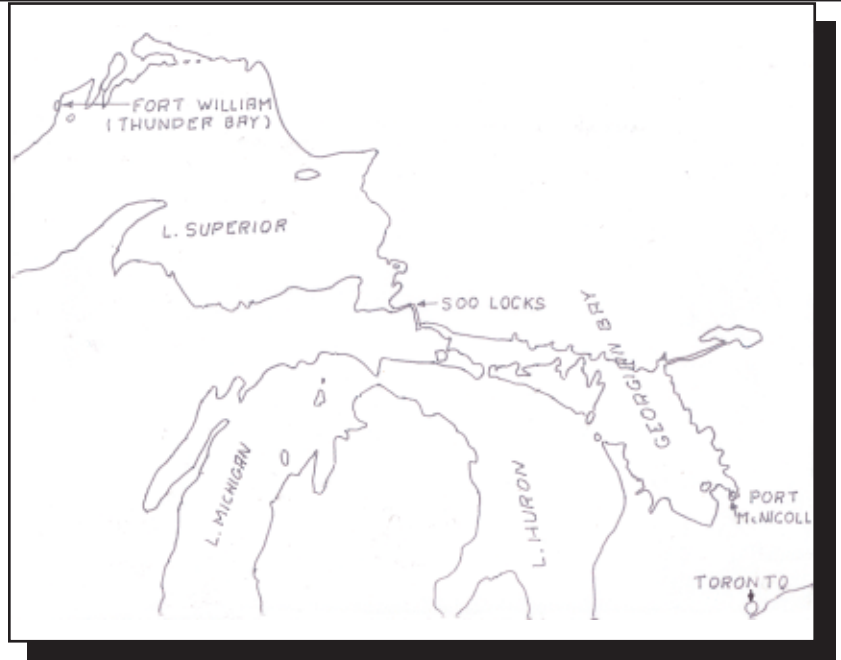 FORT WILLIAM
(THUNDER BAY)
L. SUPERIOR
SOO LOCKS
GEORGIAN BAY
L. MICHIGAN
L. HURON
PORT
McNICOLL
TORONTO